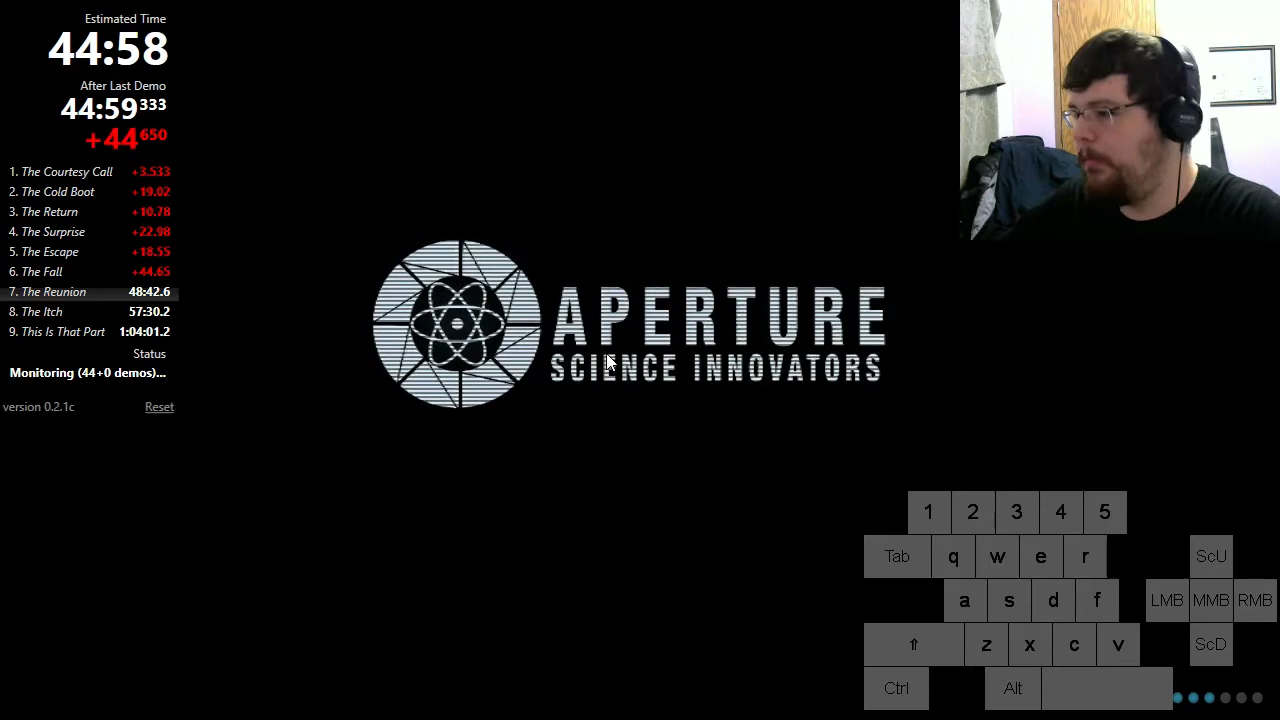 Estimated Time
44:58
After Last Demo
44:59 333
+44 650
1. The Courtesy Call +3.533
2. The Cold Boot +19.02
3. The Return +10.78
4. The Surprise +22.98
5. The Escape +18.55
6. The Fall +44.65
7. The Reunion 48:42.6
8. The Itch 57:30.2
9. This Is That Part 1:04:01.2
Status
Monitoring (44+0 demos)...
version 0.2.1c Reset
APERTURE
SCIENCE INNOVATORS
1 2 3 4 5
Tab q w e r ScU
a s d f LMB MMB RMB
⇑ z x c v ScD
Ctrl Alt